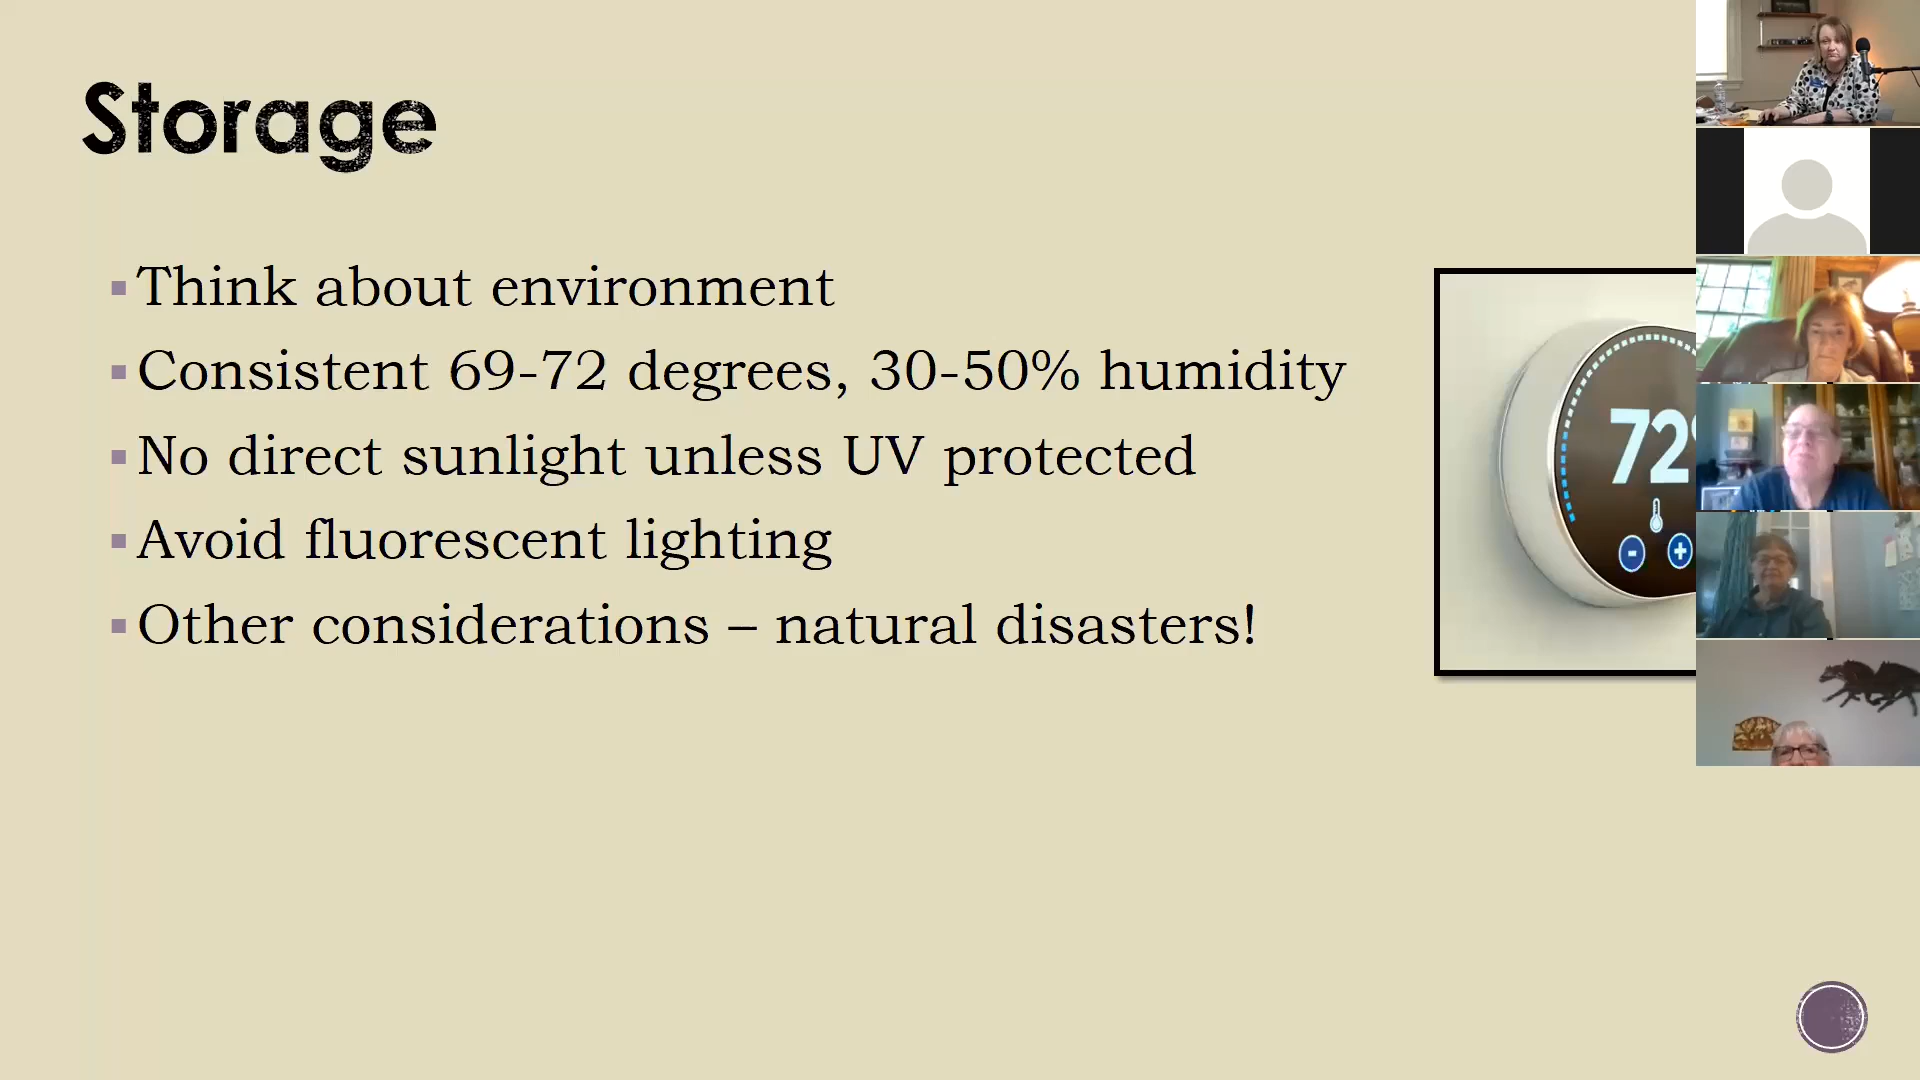 Storage
Think about environment
Consistent 69-72 degrees, 30-50% humidity
No direct sunlight unless UV protected
Avoid fluorescent lighting
Other considerations – natural disasters!
72°
- +